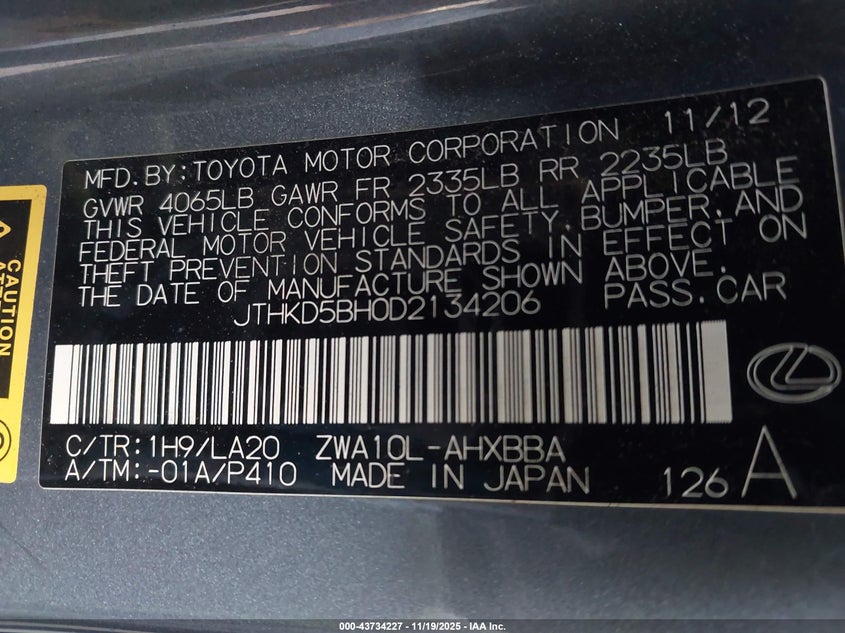 MFD. BY: TOYOTA MOTOR CORPORATION 11/12
GVWR 4065LB GAWR FR 2335LB RR 2235LB
THIS VEHICLE CONFORMS TO ALL APPLICABLE
FEDERAL MOTOR VEHICLE SAFETY, BUMPER, AND
THEFT PREVENTION STANDARDS IN EFFECT ON
THE DATE OF MANUFACTURE SHOWN ABOVE.
JTHKD5BH0D2134206 PASS. CAR
C/TR: 1H9/LA20 ZWA10L-AHXBBA
A/TM: -01A/P410 MADE IN JAPAN 126 A
CAUTION
000-43734227 - 11/19/2025 - IAA Inc.